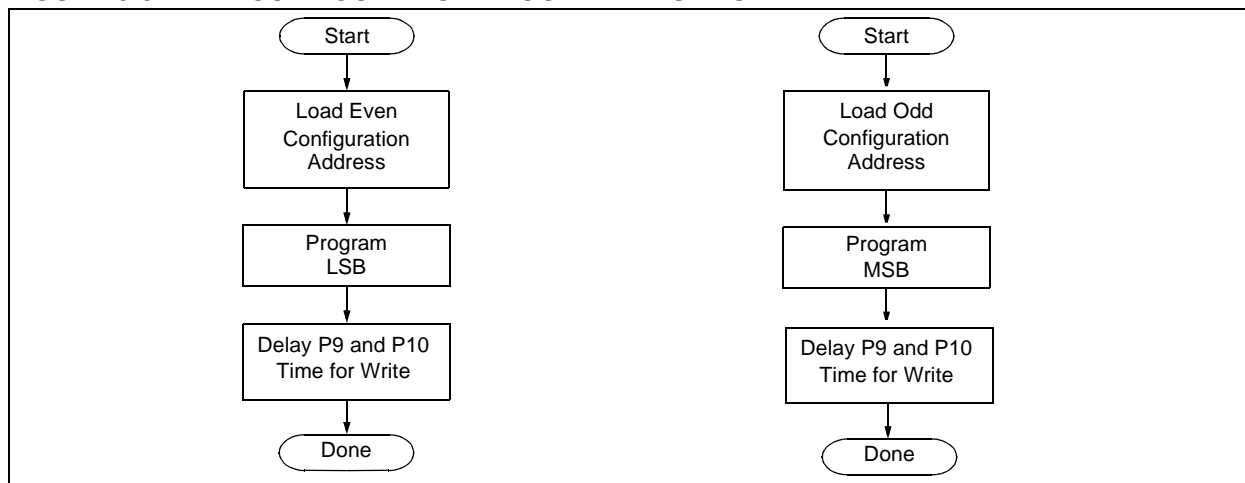 Start
Load Even
Configuration
Address
Program
LSB
Delay P9 and P10
Time for Write
Done
Start
Load Odd
Configuration
Address
Program
MSB
Delay P9 and P10
Time for Write
Done